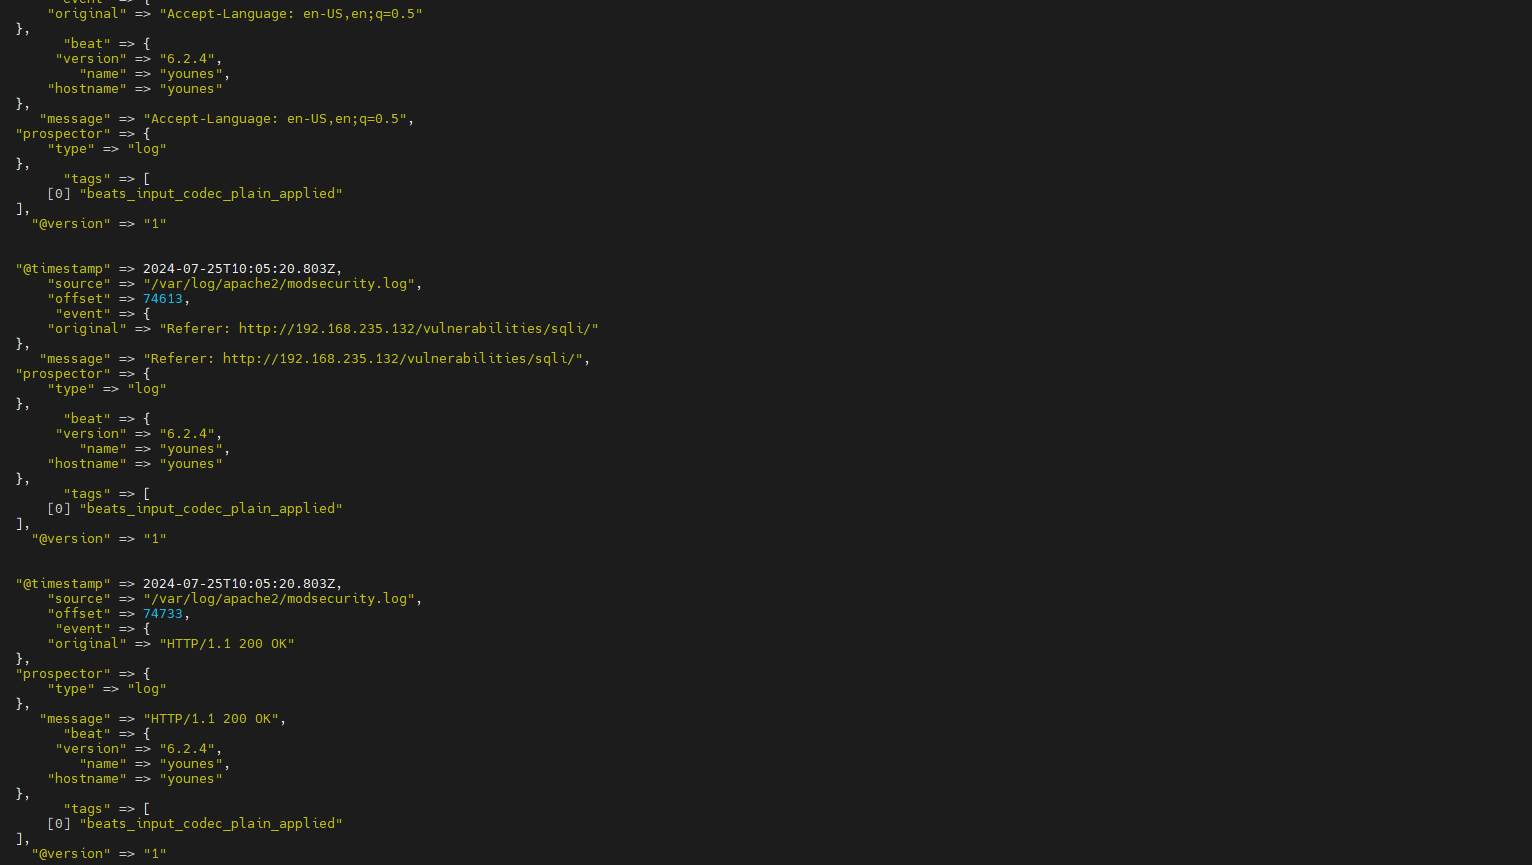 event" => {
"original" => "Accept-Language: en-US,en;q=0.5"
},
"beat" => {
"version" => "6.2.4",
"name" => "younes",
"hostname" => "younes"
},
"message" => "Accept-Language: en-US,en;q=0.5",
"prospector" => {
"type" => "log"
},
"tags" => [
[0] "beats_input_codec_plain_applied"
],
"@version" => "1"
"@timestamp" => 2024-07-25T10:05:20.803Z,
"source" => "/var/log/apache2/modsecurity.log",
"offset" => 74613,
"event" => {
"original" => "Referer: http://192.168.235.132/vulnerabilities/sqli/"
},
"message" => "Referer: http://192.168.235.132/vulnerabilities/sqli/",
"prospector" => {
"type" => "log"
},
"beat" => {
"version" => "6.2.4",
"name" => "younes",
"hostname" => "younes"
},
"tags" => [
[0] "beats_input_codec_plain_applied"
],
"@version" => "1"
"@timestamp" => 2024-07-25T10:05:20.803Z,
"source" => "/var/log/apache2/modsecurity.log",
"offset" => 74733,
"event" => {
"original" => "HTTP/1.1 200 OK"
},
"prospector" => {
"type" => "log"
},
"message" => "HTTP/1.1 200 OK",
"beat" => {
"version" => "6.2.4",
"name" => "younes",
"hostname" => "younes"
},
"tags" => [
[0] "beats_input_codec_plain_applied"
],
"@version" => "1"